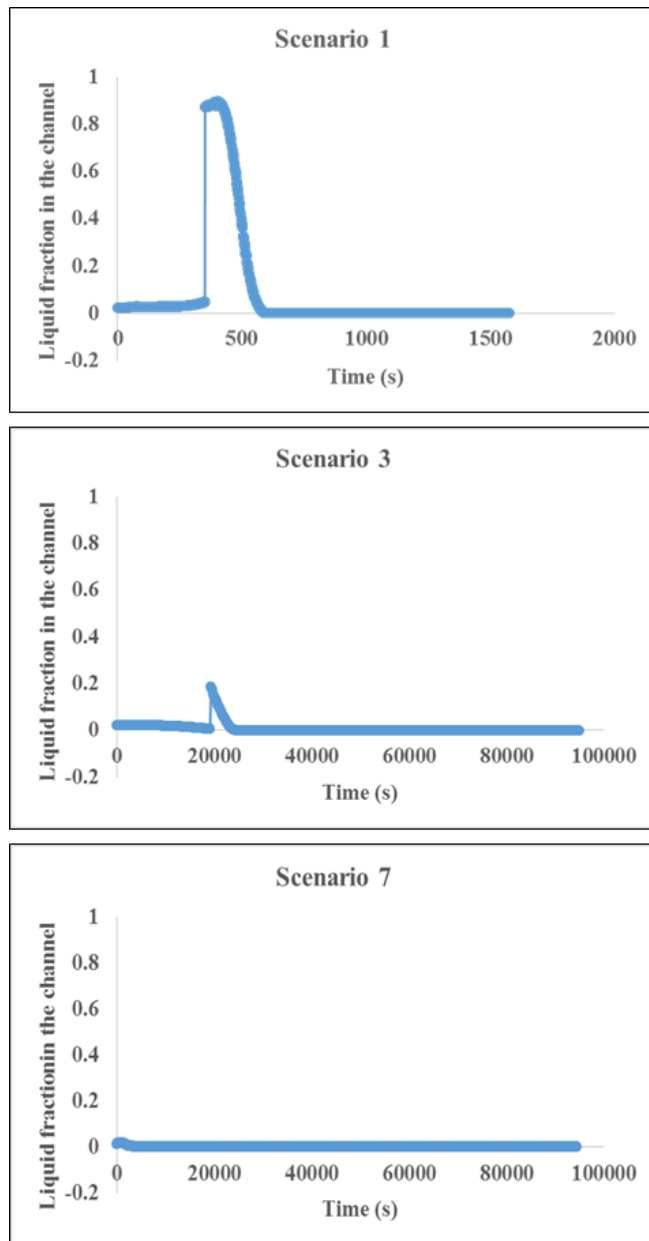 Scenario 1
Liquid fraction in the channel
1
0.8
0.6
0.4
0.2
0
-0.2
0 500 1000 1500 2000
Time (s)
Scenario 3
Liquid fraction in the channel
1
0.8
0.6
0.4
0.2
0
-0.2
0 20000 40000 60000 80000 100000
Time (s)
Scenario 7
Liquid fractionin the channel
1
0.8
0.6
0.4
0.2
0
-0.2
0 20000 40000 60000 80000 100000
Time (s)